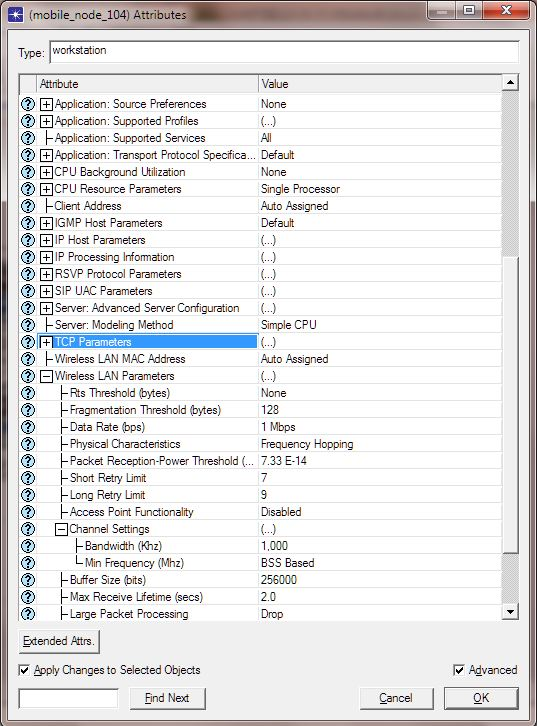 (mobile_node_104) Attributes
Type: workstation
Attribute Value
Application: Source Preferences None
Application: Supported Profiles (...)
Application: Supported Services All
Application: Transport Protocol Specifica... Default
CPU Background Utilization None
CPU Resource Parameters Single Processor
Client Address Auto Assigned
IGMP Host Parameters Default
IP Host Parameters (...)
IP Processing Information (...)
RSVP Protocol Parameters (...)
SIP UAC Parameters (...)
Server: Advanced Server Configuration (...)
Server: Modeling Method Simple CPU
TCP Parameters (...)
Wireless LAN MAC Address Auto Assigned
Wireless LAN Parameters (...)
Rts Threshold (bytes) None
Fragmentation Threshold (bytes) 128
Data Rate (bps) 1 Mbps
Physical Characteristics Frequency Hopping
Packet Reception-Power Threshold (... 7.33 E-14
Short Retry Limit 7
Long Retry Limit 9
Access Point Functionality Disabled
Channel Settings (...)
Bandwidth (Khz) 1,000
Min Frequency (Mhz) BSS Based
Buffer Size (bits) 256000
Max Receive Lifetime (secs) 2.0
Large Packet Processing Drop
Extended Attrs.
Apply Changes to Selected Objects Advanced
Find Next Cancel OK